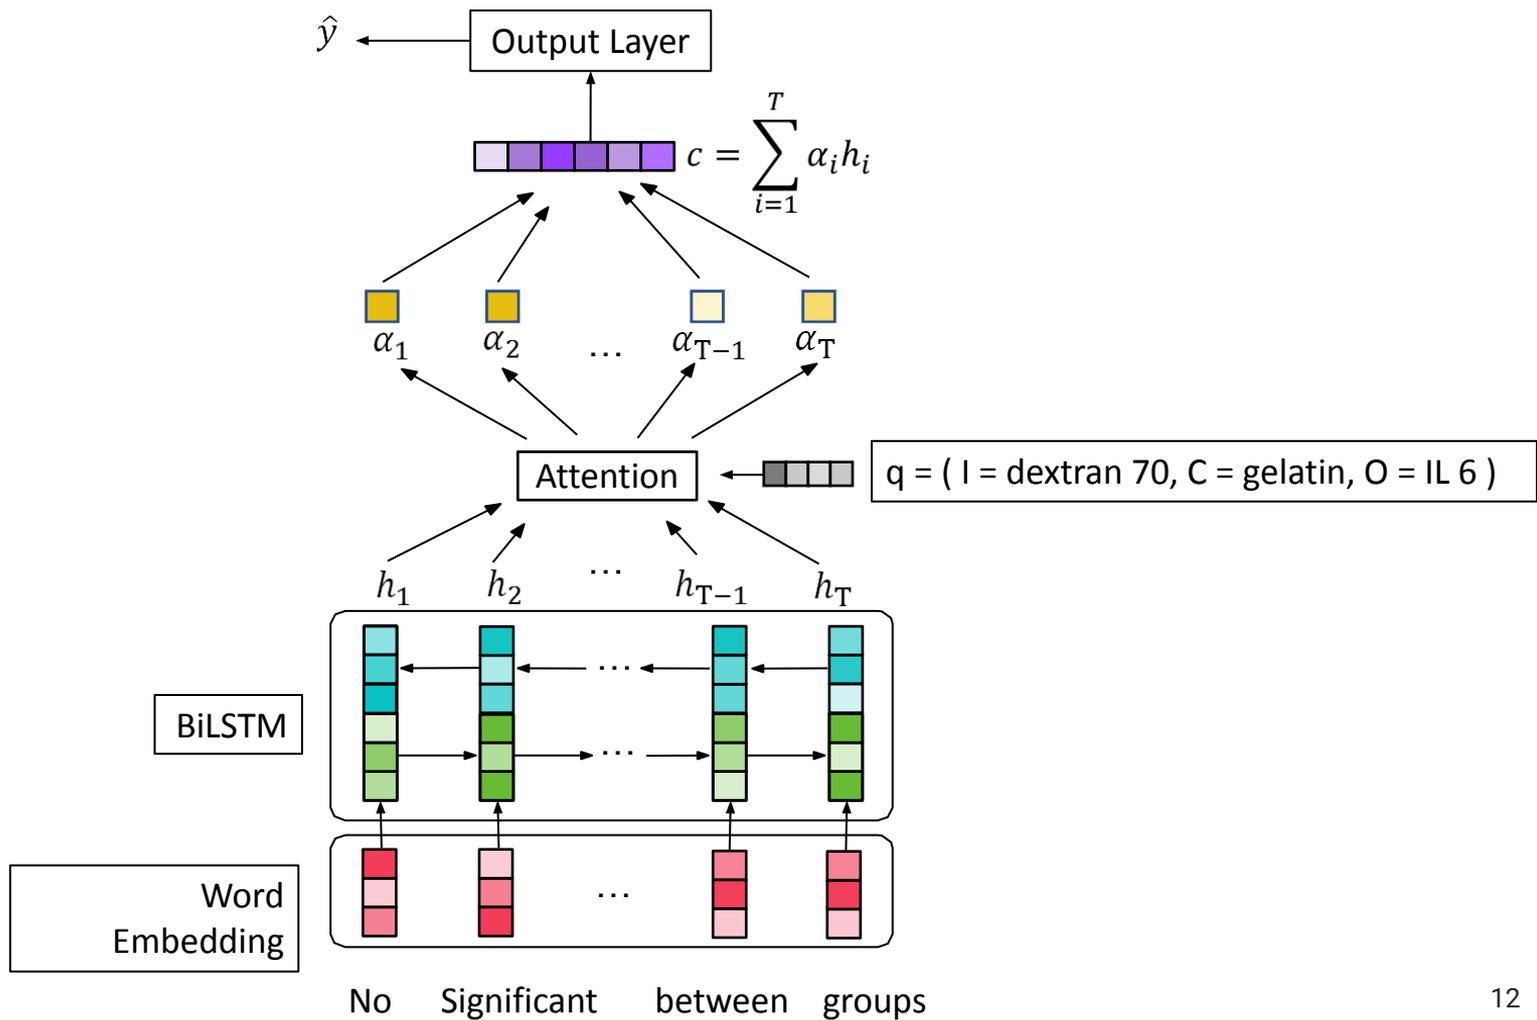 ŷ
Output Layer
c = ∑_{i=1}^{T} α_i h_i
α_1 α_2 … α_{T−1} α_T
Attention
q = ( I = dextran 70, C = gelatin, O = IL 6 )
h_1 h_2 … h_{T−1} h_T
…
BiLSTM
…
Word
Embedding
…
No Significant between groups
12